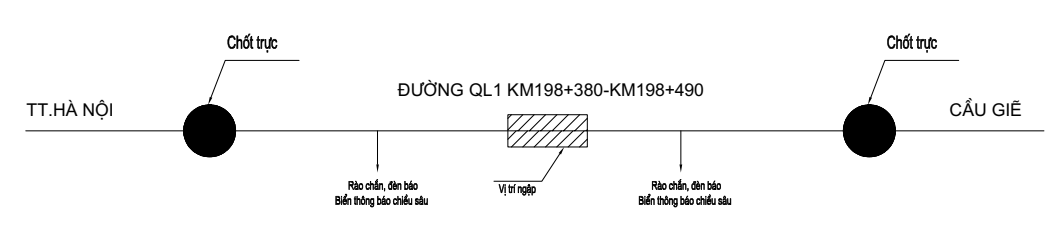 Chốt trực
Chốt trực
ĐƯỜNG QL1 KM198+380-KM198+490
TT.HÀ NỘI
CẦU GIẼ
Rào chắn, đèn báo
Biển thông báo chiều sâu
Vị trí ngập
Rào chắn, đèn báo
Biển thông báo chiều sâu